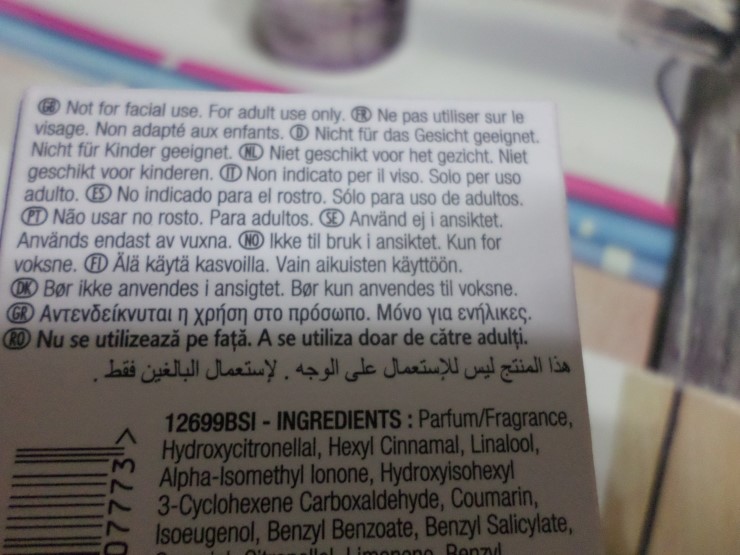 GB Not for facial use. For adult use only. FR Ne pas utiliser sur le
visage. Non adapté aux enfants. D Nicht für das Gesicht geeignet.
Nicht für Kinder geeignet. NL Niet geschikt voor het gezicht. Niet
geschikt voor kinderen. IT Non indicato per il viso. Solo per uso
adulto. ES No indicado para el rostro. Sólo para uso de adultos.
PT Não usar no rosto. Para adultos. SE Använd ej i ansiktet.
Används endast av vuxna. NO Ikke til bruk i ansiktet. Kun for
voksne. FI Älä käytä kasvoilla. Vain aikuisten käyttöön.
DK Bør ikke anvendes i ansigtet. Bør kun anvendes til voksne.
GR Αντενδείκνυται η χρήση στο πρόσωπο. Μόνο για ενήλικες.
RO Nu se utilizează pe față. A se utiliza doar de către adulți.
هذا المنتج ليس للإستعمال على الوجه . لإستعمال البالغين فقط .
12699BSI - INGREDIENTS : Parfum/Fragrance,
Hydroxycitronellal, Hexyl Cinnamal, Linalool,
Alpha-Isomethyl Ionone, Hydroxyisohexyl
3-Cyclohexene Carboxaldehyde, Coumarin,
Isoeugenol, Benzyl Benzoate, Benzyl Salicylate,
Citronellol, Limonene, Benzyl
07773 >